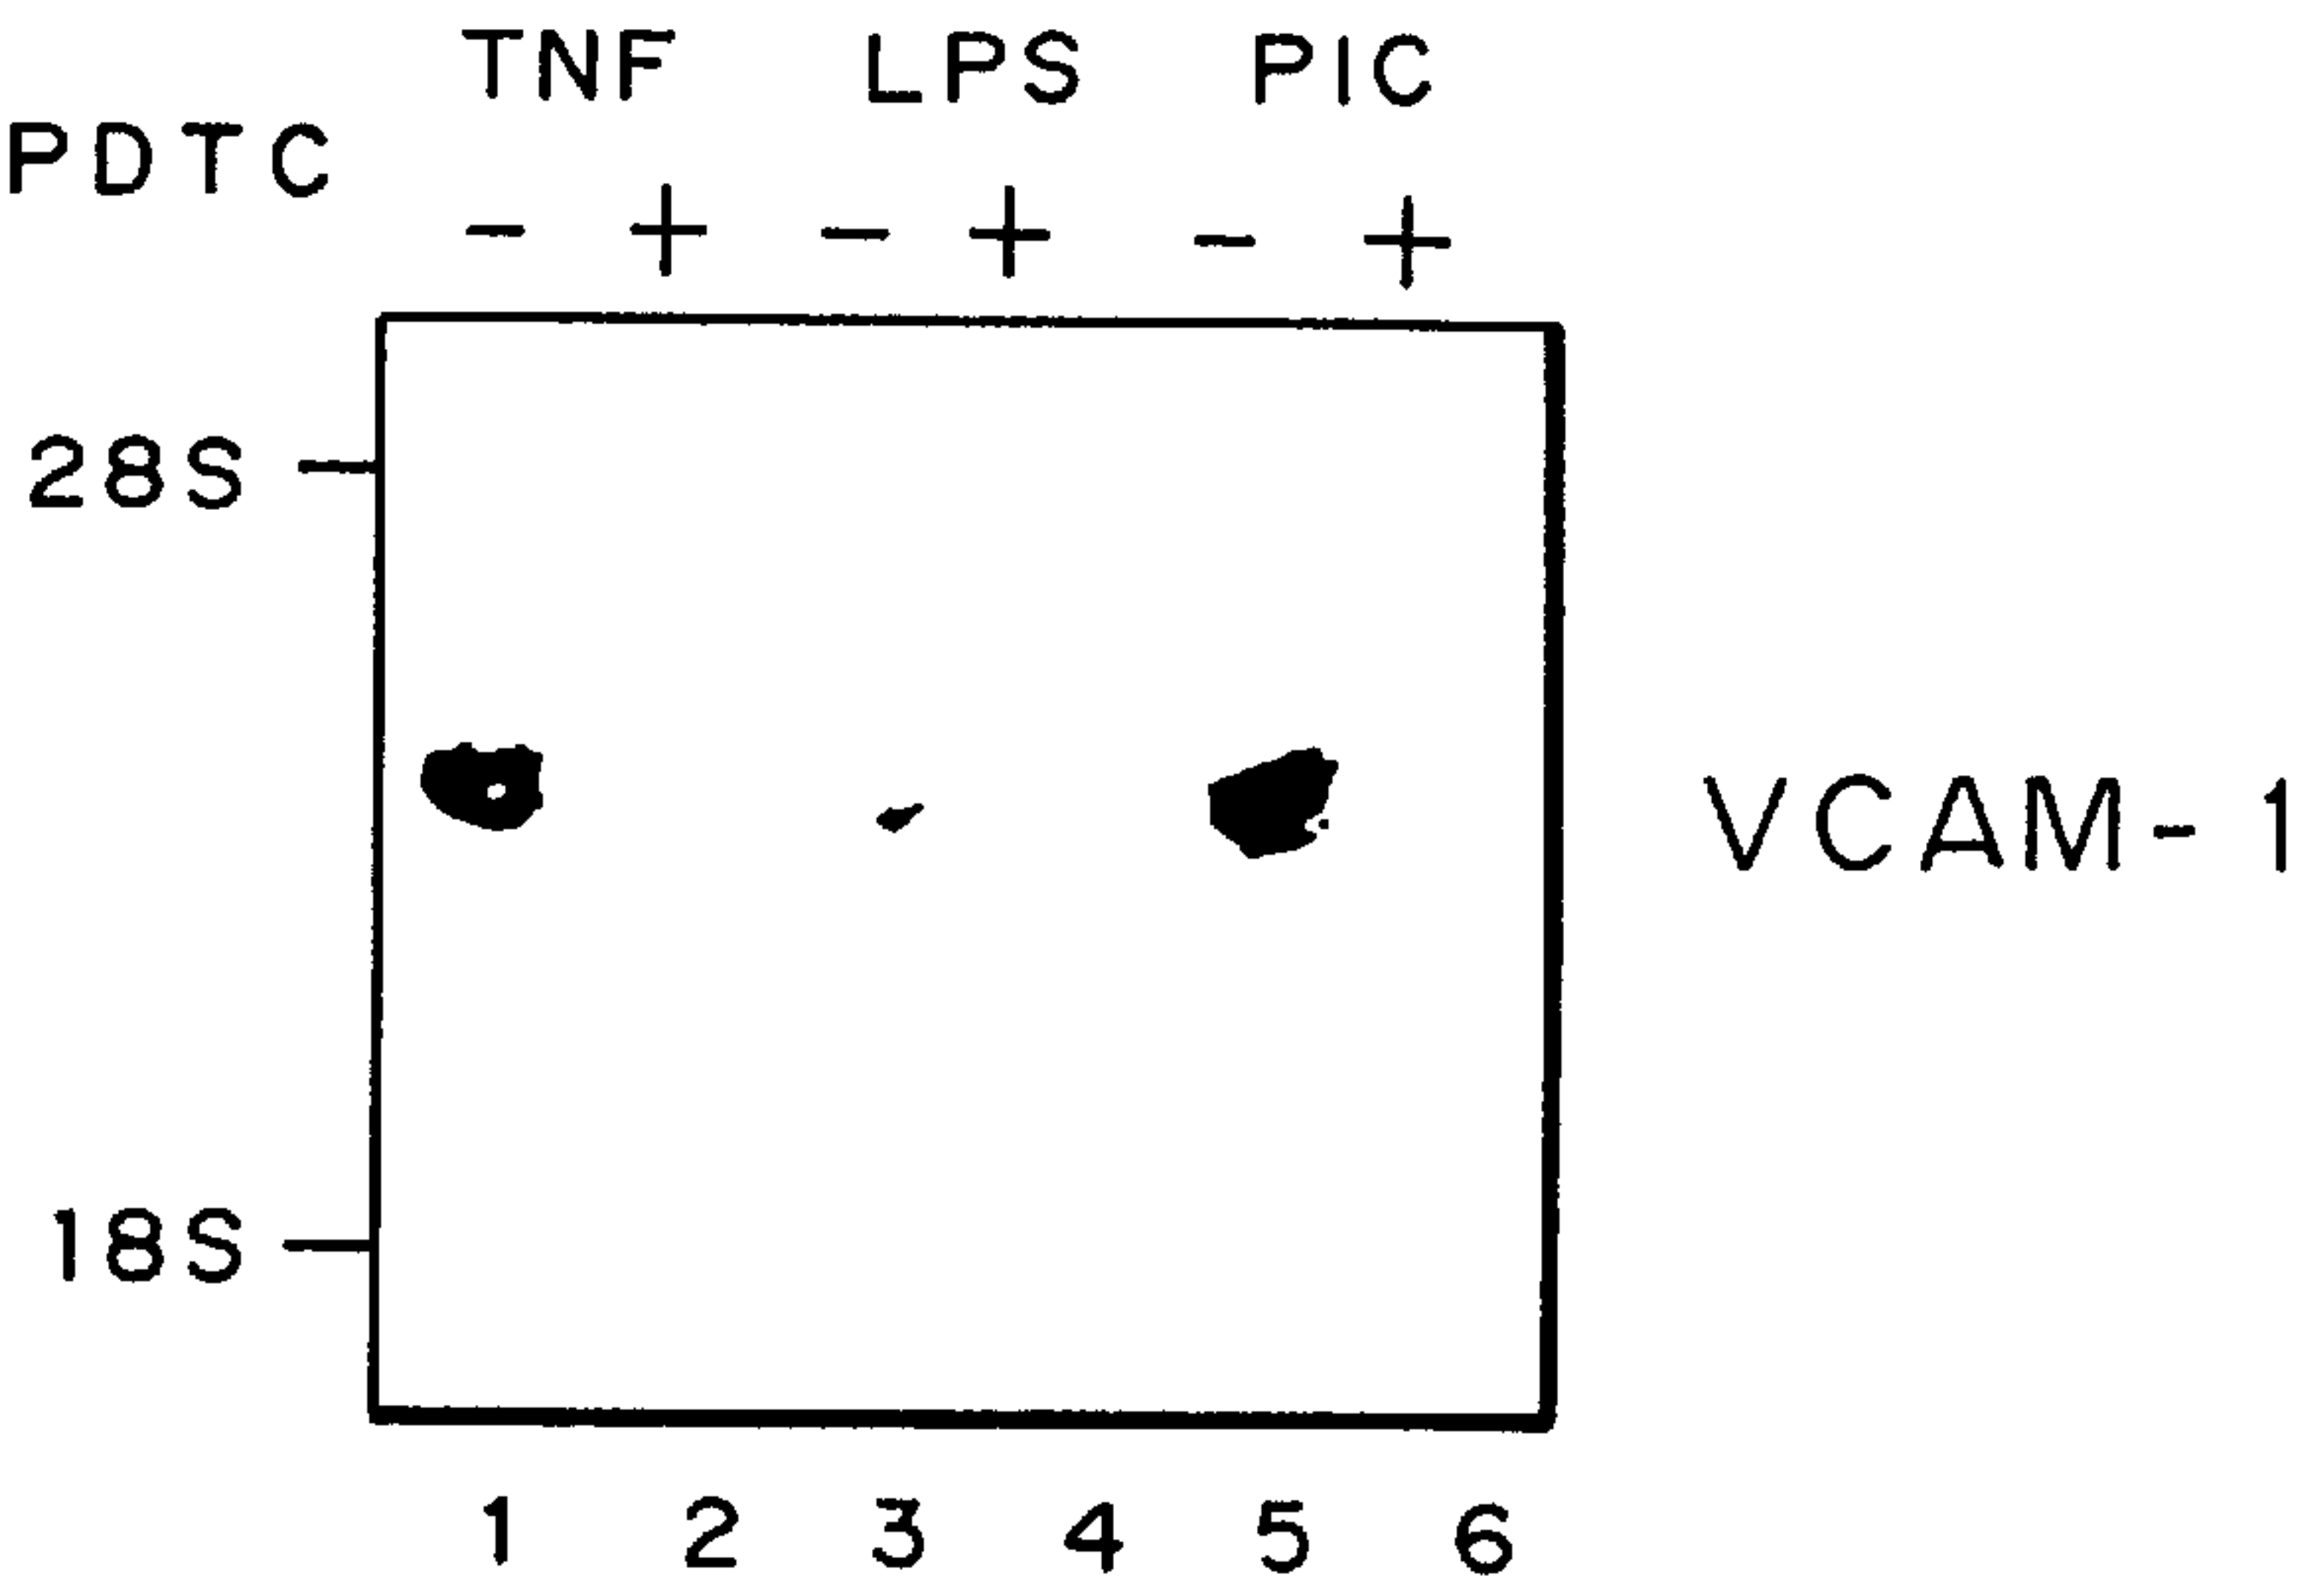 TNF LPS PIC
PDTC
- + - + - +
28S
VCAM-1
18S
1 2 3 4 5 6